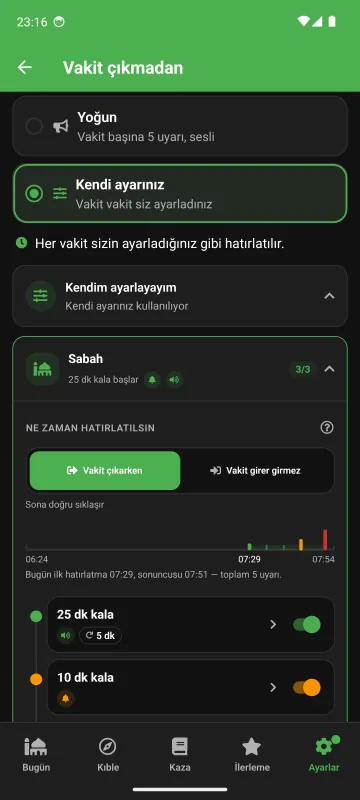 23:16
Vakit çıkmadan
Yoğun
Vakit başına 5 uyarı, sesli
Kendi ayarınız
Vakit vakit siz ayarladınız
Her vakit sizin ayarladığınız gibi hatırlatılır.
Kendim ayarlayayım
Kendi ayarınız kullanılıyor
Sabah
25 dk kala başlar
3/3
NE ZAMAN HATIRLATILSIN
Vakit çıkarken
Vakit girer girmez
Sona doğru sıklaşır
06:24 07:29 07:54
Bugün ilk hatırlatma 07:29, sonuncusu 07:51 — toplam 5 uyarı.
25 dk kala
5 dk
10 dk kala
Bugün Kıble Kaza İlerleme Ayarlar